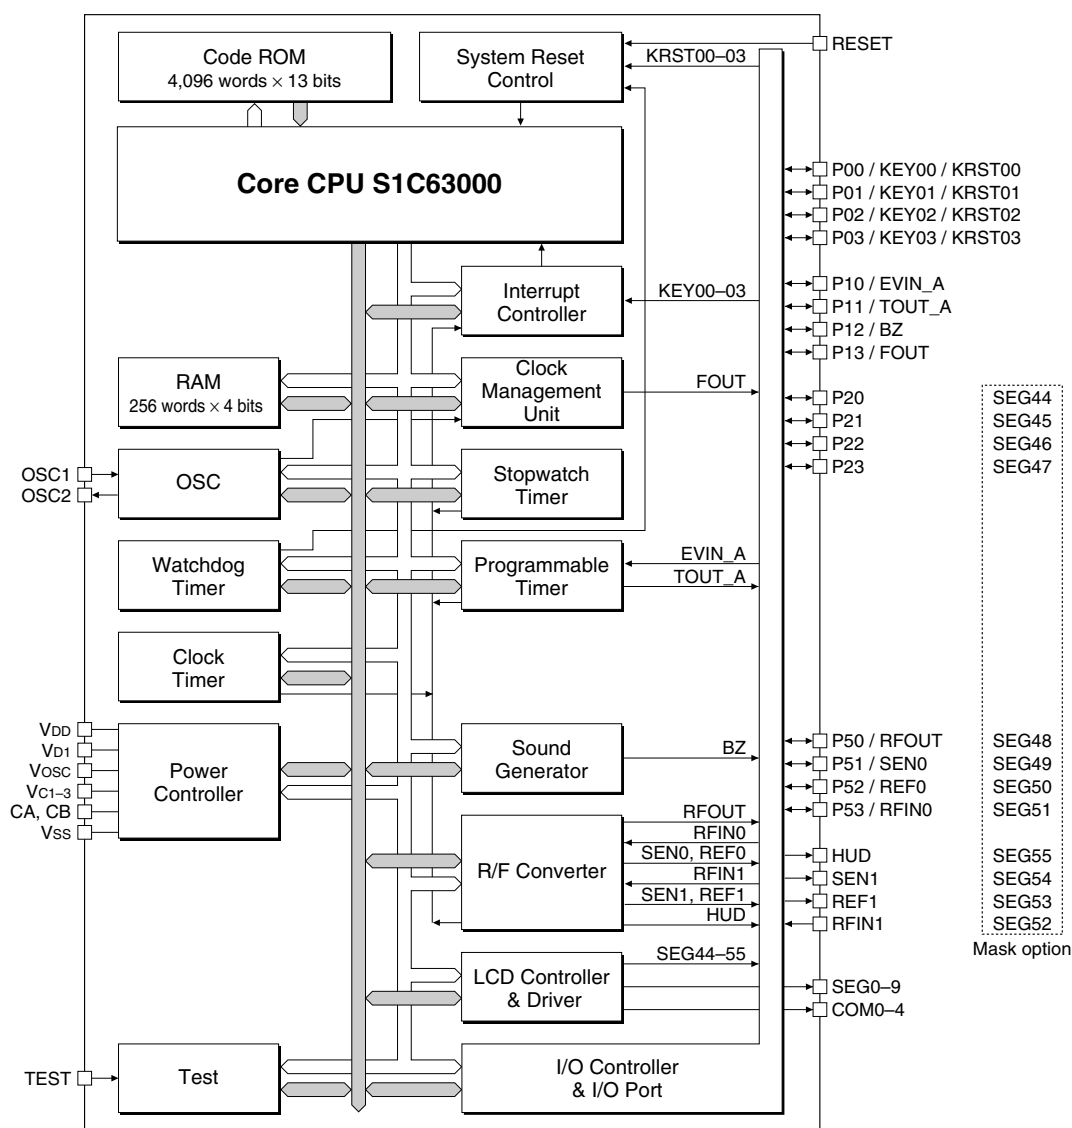 Code ROM
4,096 words × 13 bits
System Reset
Control
KRST00–03
RESET
Core CPU S1C63000
P00 / KEY00 / KRST00
P01 / KEY01 / KRST01
P02 / KEY02 / KRST02
P03 / KEY03 / KRST03
Interrupt
Controller
KEY00–03
P10 / EVIN_A
P11 / TOUT_A
P12 / BZ
P13 / FOUT
RAM
256 words × 4 bits
Clock
Management
Unit
FOUT
P20
P21
P22
P23
SEG44
SEG45
SEG46
SEG47
OSC1
OSC2
OSC
Stopwatch
Timer
Watchdog
Timer
Programmable
Timer
EVIN_A
TOUT_A
Clock
Timer
VDD
VD1
VOSC
VC1–3
CA, CB
VSS
Power
Controller
Sound
Generator
BZ
P50 / RFOUT
P51 / SEN0
P52 / REF0
P53 / RFIN0
SEG48
SEG49
SEG50
SEG51
R/F Converter
RFOUT
RFIN0
SEN0, REF0
RFIN1
SEN1, REF1
HUD
HUD
SEN1
REF1
RFIN1
SEG55
SEG54
SEG53
SEG52
Mask option
LCD Controller
& Driver
SEG44–55
SEG0–9
COM0–4
TEST
Test
I/O Controller
& I/O Port